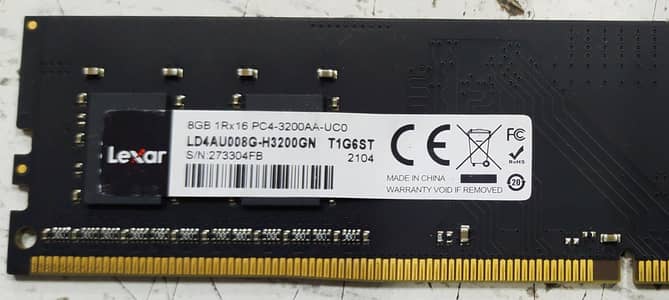 Lexar
8GB 1Rx16 PC4-3200AA-UC0
LD4AU008G-H3200GN T1G6ST
S/N:273304FB 2104
CE
FC
RoHS
20
MADE IN CHINA
WARRANTY VOID IF REMOVED